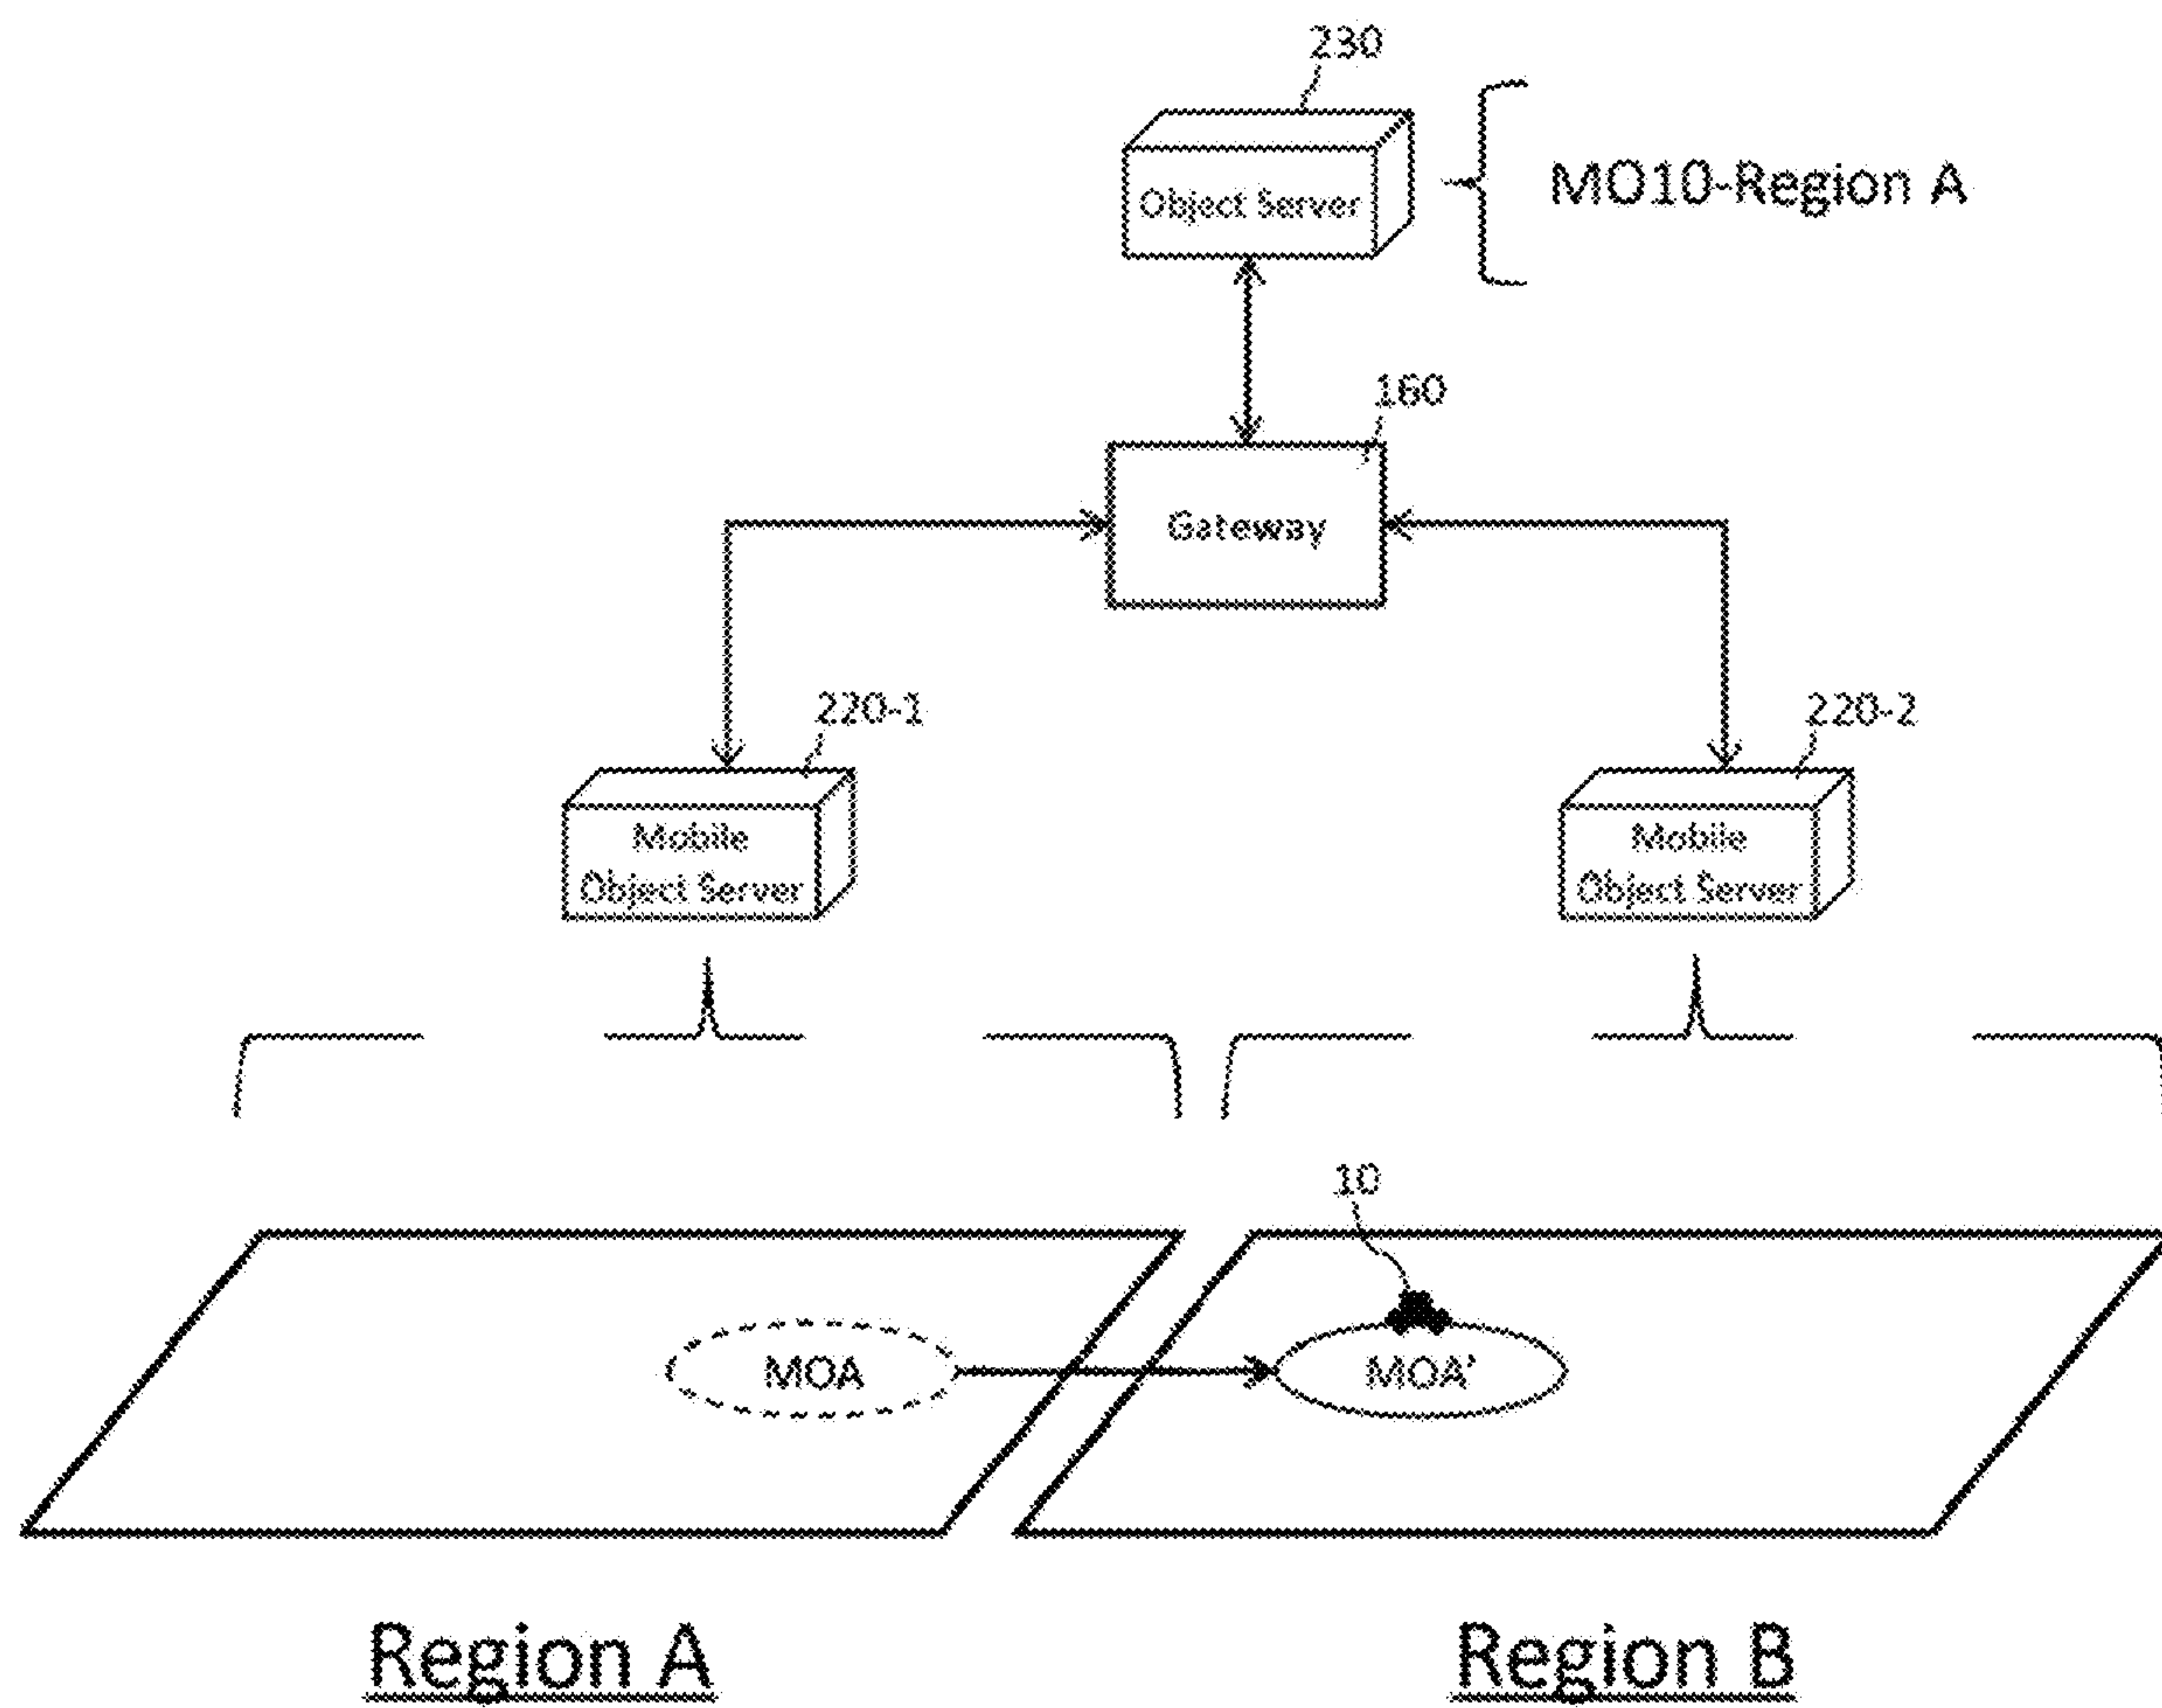 230
Object Server
MO10-Region A
160
Gateway
220-1
220-2
Mobile
Object Server
Mobile
Object Server
10
MOA
MOA'
Region A
Region B